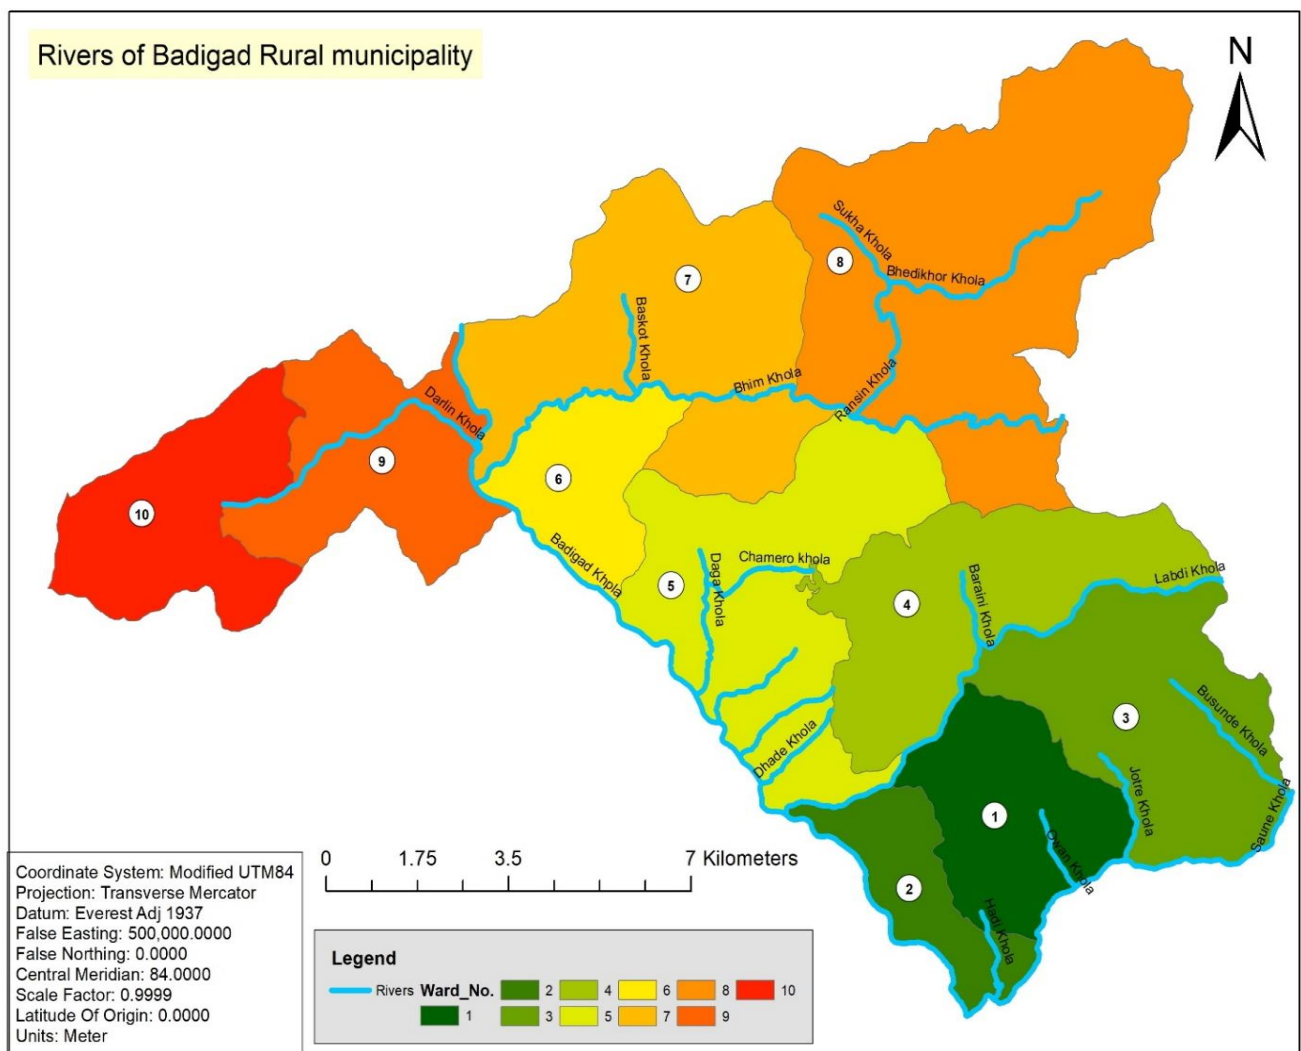 Rivers of Badigad Rural municipality
N
Sukha Khola
8
Bhedikhor Khola
7
Baskot Khola
Bhim Khola
Ransin Khola
Darlin Khola
9
6
10
Badigad Khpla
Chamero khola
Daga Khola
5
4
Baraini Khola
Labdi Khola
3
Busunde Khola
Dhade Khola
Jotre Khola
Saune Khola
1
Owan Khola
2
Hadi Khola
0 1.75 3.5 7 Kilometers
Coordinate System: Modified UTM84
Projection: Transverse Mercator
Datum: Everest Adj 1937
False Easting: 500,000.0000
False Northing: 0.0000
Central Meridian: 84.0000
Scale Factor: 0.9999
Latitude Of Origin: 0.0000
Units: Meter
Legend
Rivers Ward_No. 2 4 6 8 10
1 3 5 7 9